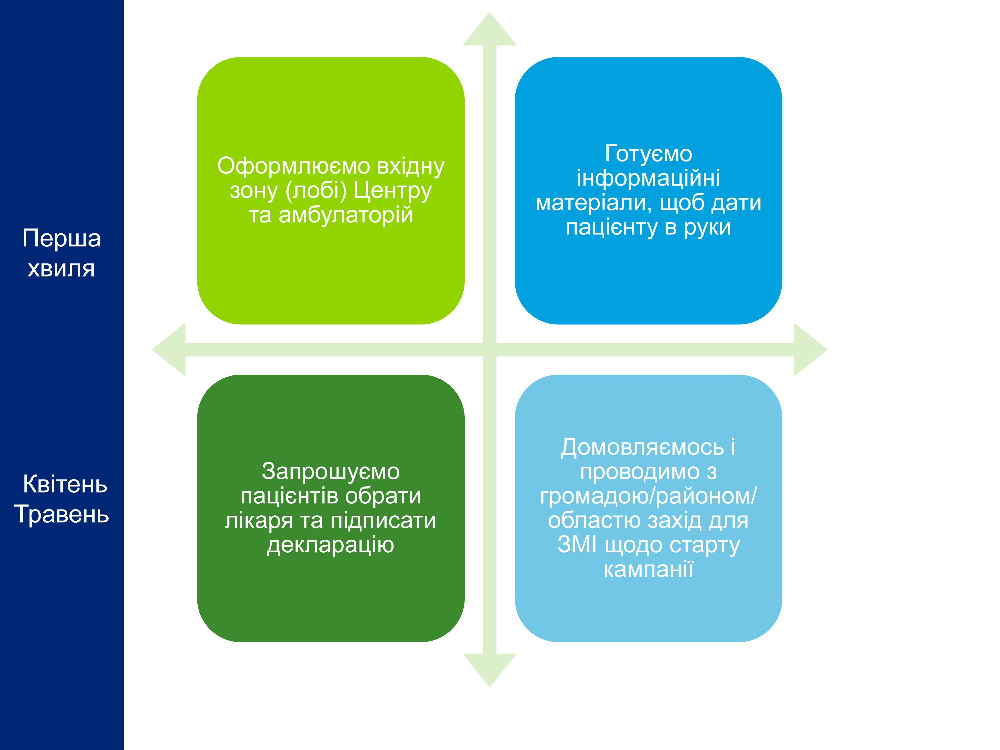 Перша
хвиля
Квітень
Травень
Оформлюємо вхідну
зону (лобі) Центру
та амбулаторій
Готуємо
інформаційні
матеріали, щоб дати
пацієнту в руки
Запрошуємо
пацієнтів обрати
лікаря та підписати
декларацію
Домовляємось і
проводимо з
громадою/районом/
областю захід для
ЗМІ щодо старту
кампанії